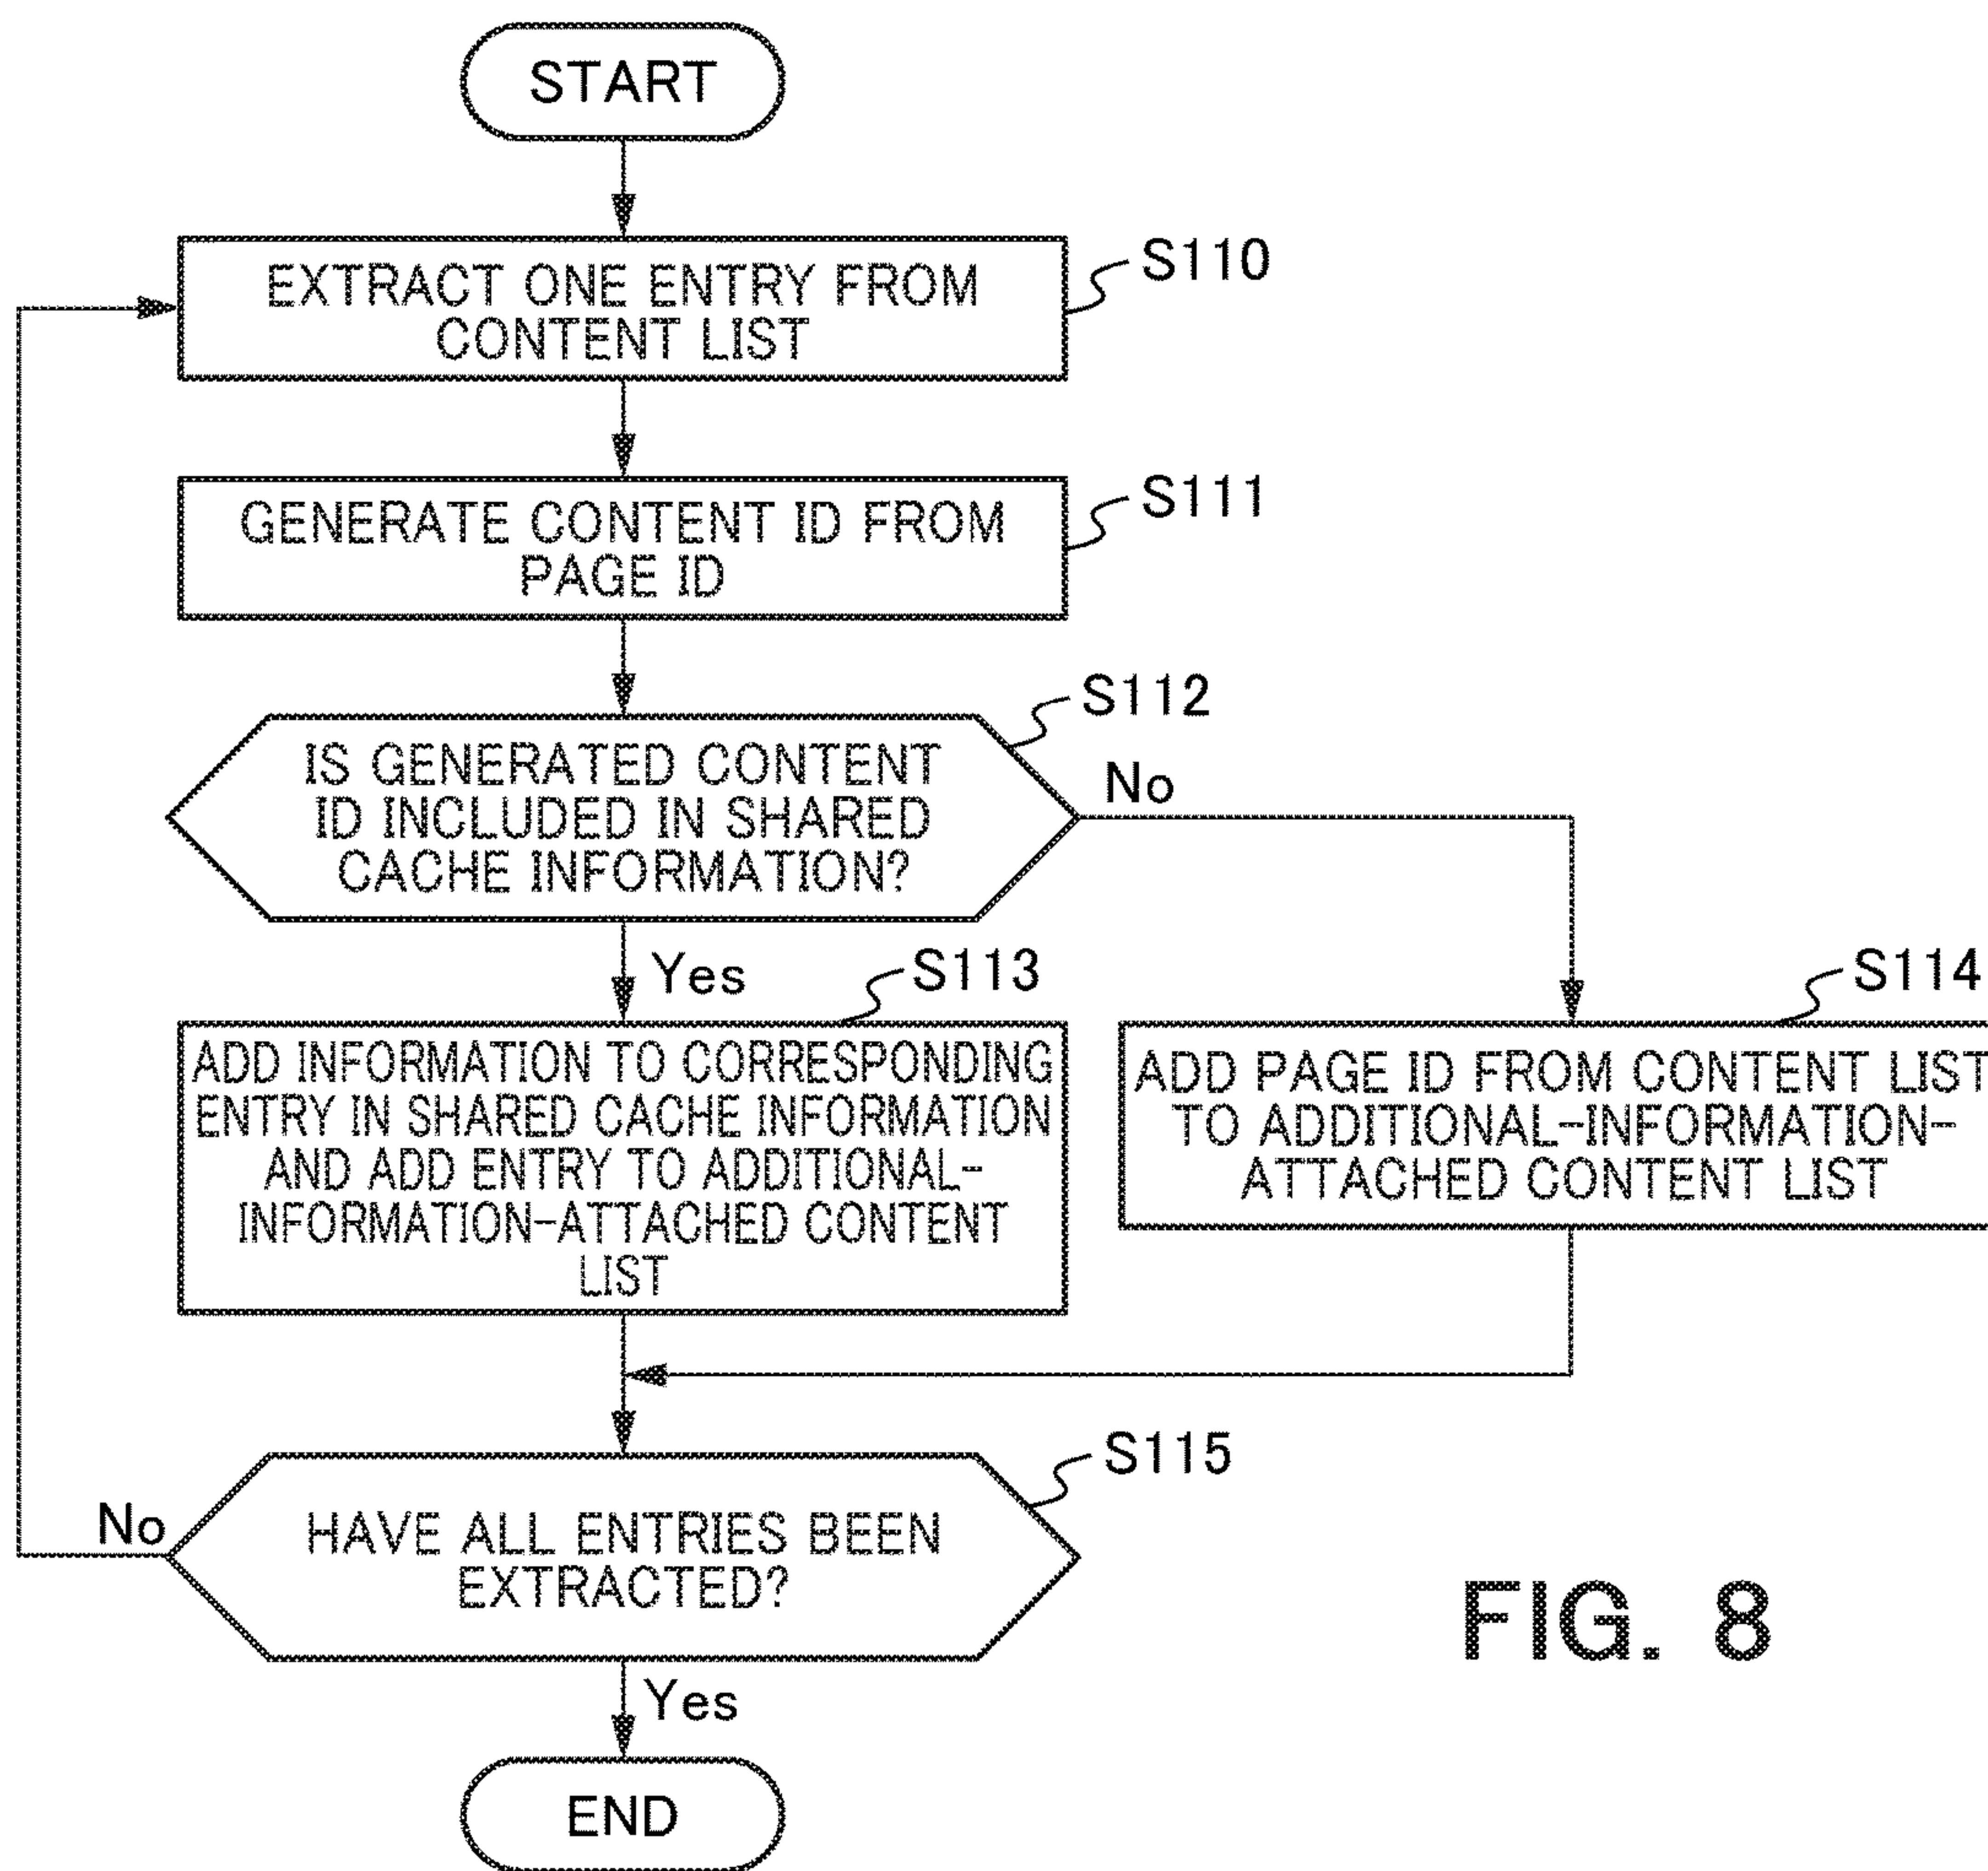 START
EXTRACT ONE ENTRY FROM
CONTENT LIST
S110
GENERATE CONTENT ID FROM
PAGE ID
S111
IS GENERATED CONTENT
ID INCLUDED IN SHARED
CACHE INFORMATION?
S112
No
Yes
S113
ADD INFORMATION TO CORRESPONDING
ENTRY IN SHARED CACHE INFORMATION
AND ADD ENTRY TO ADDITIONAL-
INFORMATION-ATTACHED CONTENT
LIST
S114
ADD PAGE ID FROM CONTENT LIST
TO ADDITIONAL-INFORMATION-
ATTACHED CONTENT LIST
S115
No
HAVE ALL ENTRIES BEEN
EXTRACTED?
Yes
END
FIG. 8